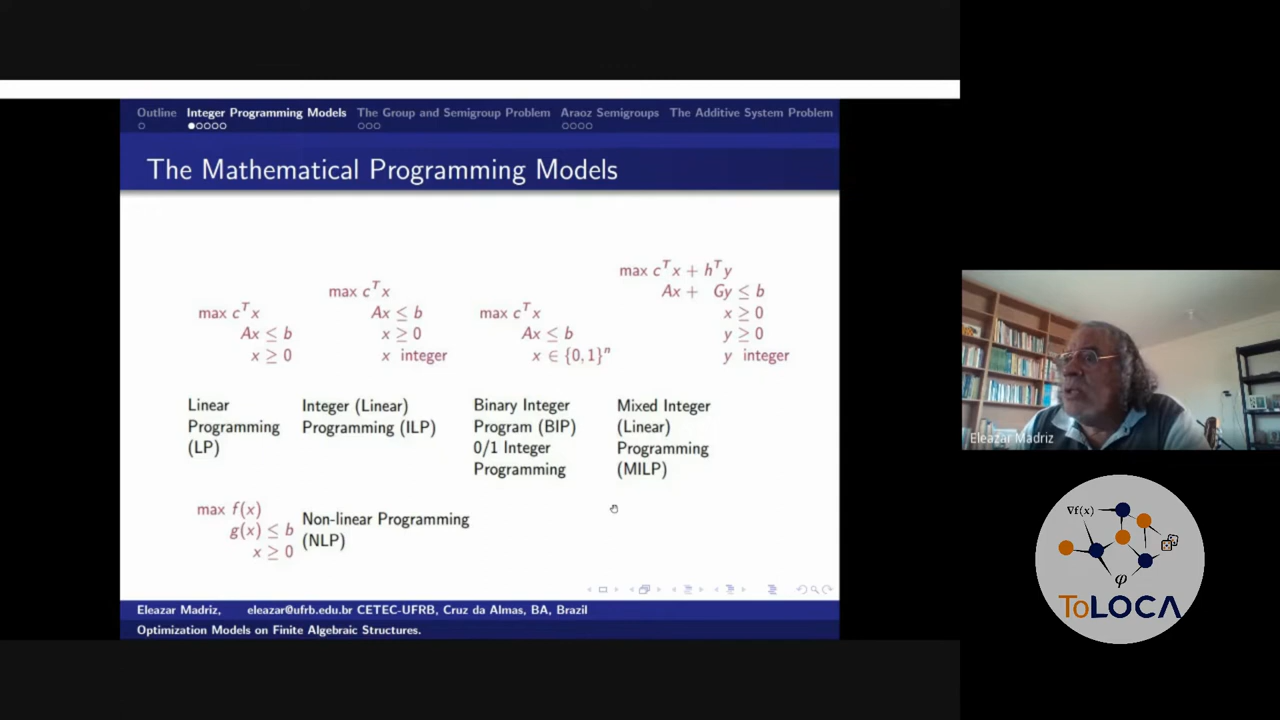 Outline Integer Programming Models The Group and Semigroup Problem Araoz Semigroups The Additive System Problem
The Mathematical Programming Models
max cᵀx
Ax ≤ b
x ≥ 0
Linear
Programming
(LP)
max cᵀx
Ax ≤ b
x ≥ 0
x integer
Integer (Linear)
Programming (ILP)
max cᵀx
Ax ≤ b
x ∈ {0, 1}ⁿ
Binary Integer
Program (BIP)
0/1 Integer
Programming
max cᵀx + hᵀy
Ax + Gy ≤ b
x ≥ 0
y ≥ 0
y integer
Mixed Integer
(Linear)
Programming
(MILP)
max f(x)
g(x) ≤ b
x ≥ 0
Non-linear Programming
(NLP)
Eleazar Madriz, eleazar@ufrb.edu.br CETEC-UFRB, Cruz da Almas, BA, Brazil
Optimization Models on Finite Algebraic Structures.
Eleazar Madriz
∇f(x)
φ
ToLOCA